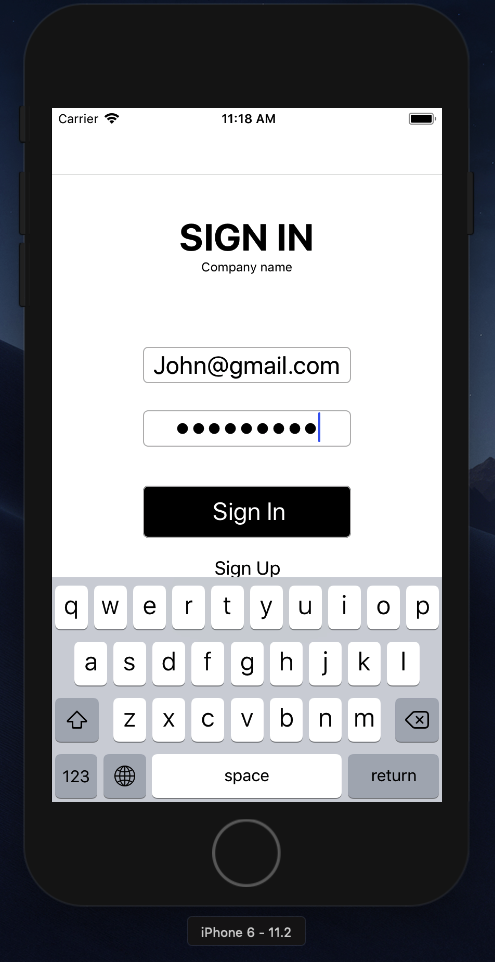 Carrier 11:18 AM
SIGN IN
Company name
John@gmail.com
●●●●●●●●●
Sign In
Sign Up
q w e r t y u i o p
a s d f g h j k l
z x c v b n m
123 space return
iPhone 6 - 11.2